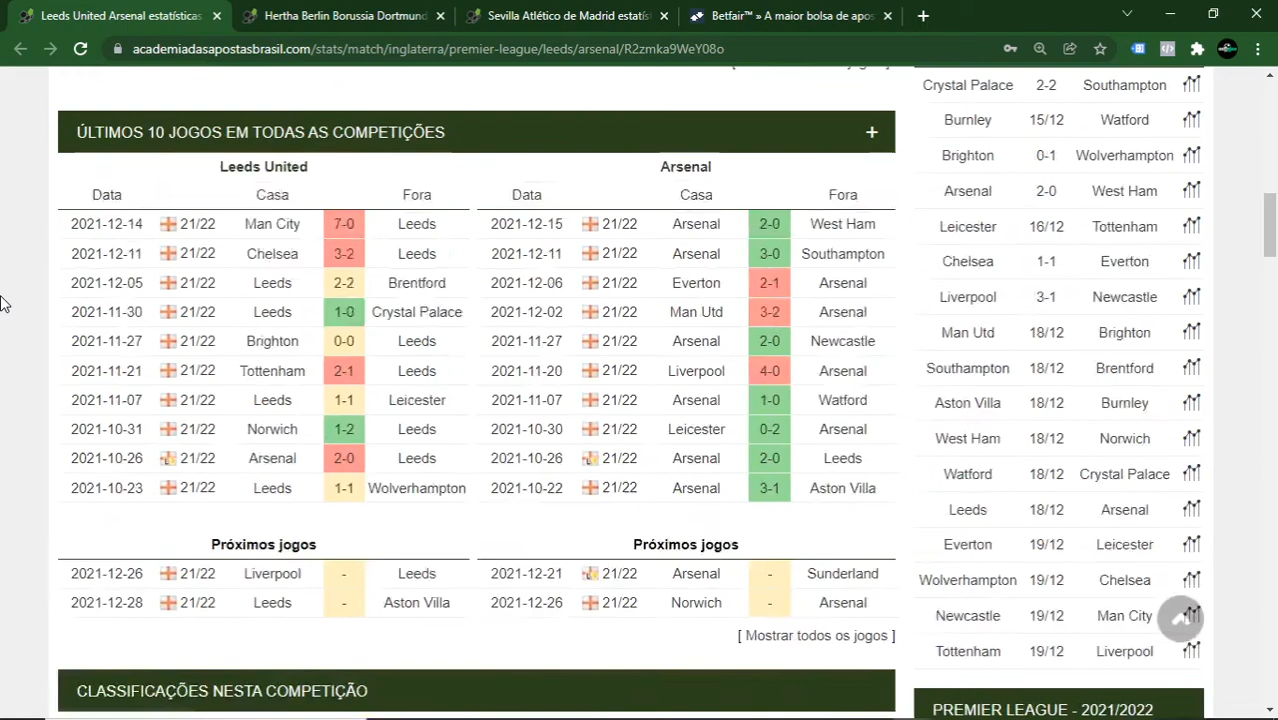 Leeds United Arsenal estatísticas
Hertha Berlin Borussia Dortmund
Sevilla Atlético de Madrid estatís
Betfair™ » A maior bolsa de apos
academiadasapostasbrasil.com/stats/match/inglaterra/premier-league/leeds/arsenal/R2zmka9WeY08o
ÚLTIMOS 10 JOGOS EM TODAS AS COMPETIÇÕES +
Leeds United
Data Casa Fora
2021-12-14 21/22 Man City 7-0 Leeds
2021-12-11 21/22 Chelsea 3-2 Leeds
2021-12-05 21/22 Leeds 2-2 Brentford
2021-11-30 21/22 Leeds 1-0 Crystal Palace
2021-11-27 21/22 Brighton 0-0 Leeds
2021-11-21 21/22 Tottenham 2-1 Leeds
2021-11-07 21/22 Leeds 1-1 Leicester
2021-10-31 21/22 Norwich 1-2 Leeds
2021-10-26 21/22 Arsenal 2-0 Leeds
2021-10-23 21/22 Leeds 1-1 Wolverhampton
Próximos jogos
2021-12-26 21/22 Liverpool - Leeds
2021-12-28 21/22 Leeds - Aston Villa
Arsenal
Data Casa Fora
2021-12-15 21/22 Arsenal 2-0 West Ham
2021-12-11 21/22 Arsenal 3-0 Southampton
2021-12-06 21/22 Everton 2-1 Arsenal
2021-12-02 21/22 Man Utd 3-2 Arsenal
2021-11-27 21/22 Arsenal 2-0 Newcastle
2021-11-20 21/22 Liverpool 4-0 Arsenal
2021-11-07 21/22 Arsenal 1-0 Watford
2021-10-30 21/22 Leicester 0-2 Arsenal
2021-10-26 21/22 Arsenal 2-0 Leeds
2021-10-22 21/22 Arsenal 3-1 Aston Villa
Próximos jogos
2021-12-21 21/22 Arsenal - Sunderland
2021-12-26 21/22 Norwich - Arsenal
[ Mostrar todos os jogos ]
CLASSIFICAÇÕES NESTA COMPETIÇÃO
Crystal Palace 2-2 Southampton
Burnley 15/12 Watford
Brighton 0-1 Wolverhampton
Arsenal 2-0 West Ham
Leicester 16/12 Tottenham
Chelsea 1-1 Everton
Liverpool 3-1 Newcastle
Man Utd 18/12 Brighton
Southampton 18/12 Brentford
Aston Villa 18/12 Burnley
West Ham 18/12 Norwich
Watford 18/12 Crystal Palace
Leeds 18/12 Arsenal
Everton 19/12 Leicester
Wolverhampton 19/12 Chelsea
Newcastle 19/12 Man City
Tottenham 19/12 Liverpool
PREMIER LEAGUE - 2021/2022